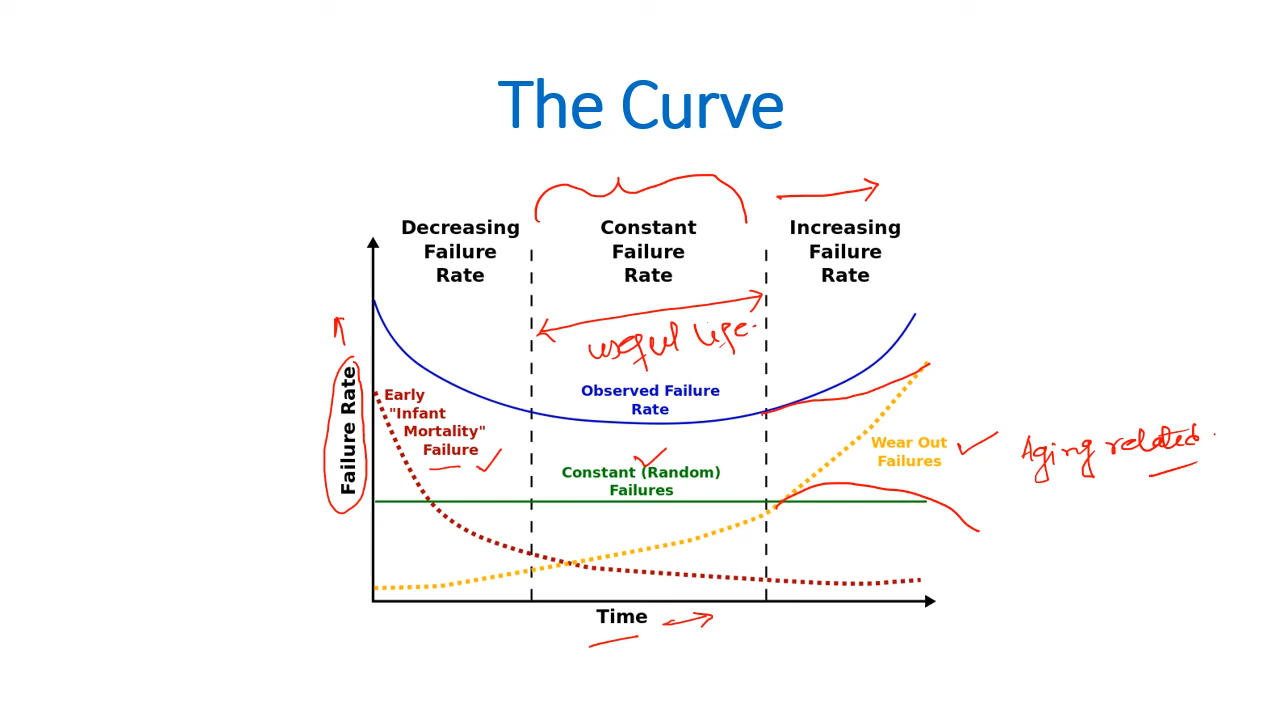 The Curve
Decreasing
Failure
Rate
Constant
Failure
Rate
Increasing
Failure
Rate
useful life.
Failure Rate
Early
"Infant
Mortality"
Failure
Observed Failure
Rate
Constant (Random)
Failures
Wear Out
Failures
Aging related.
Time